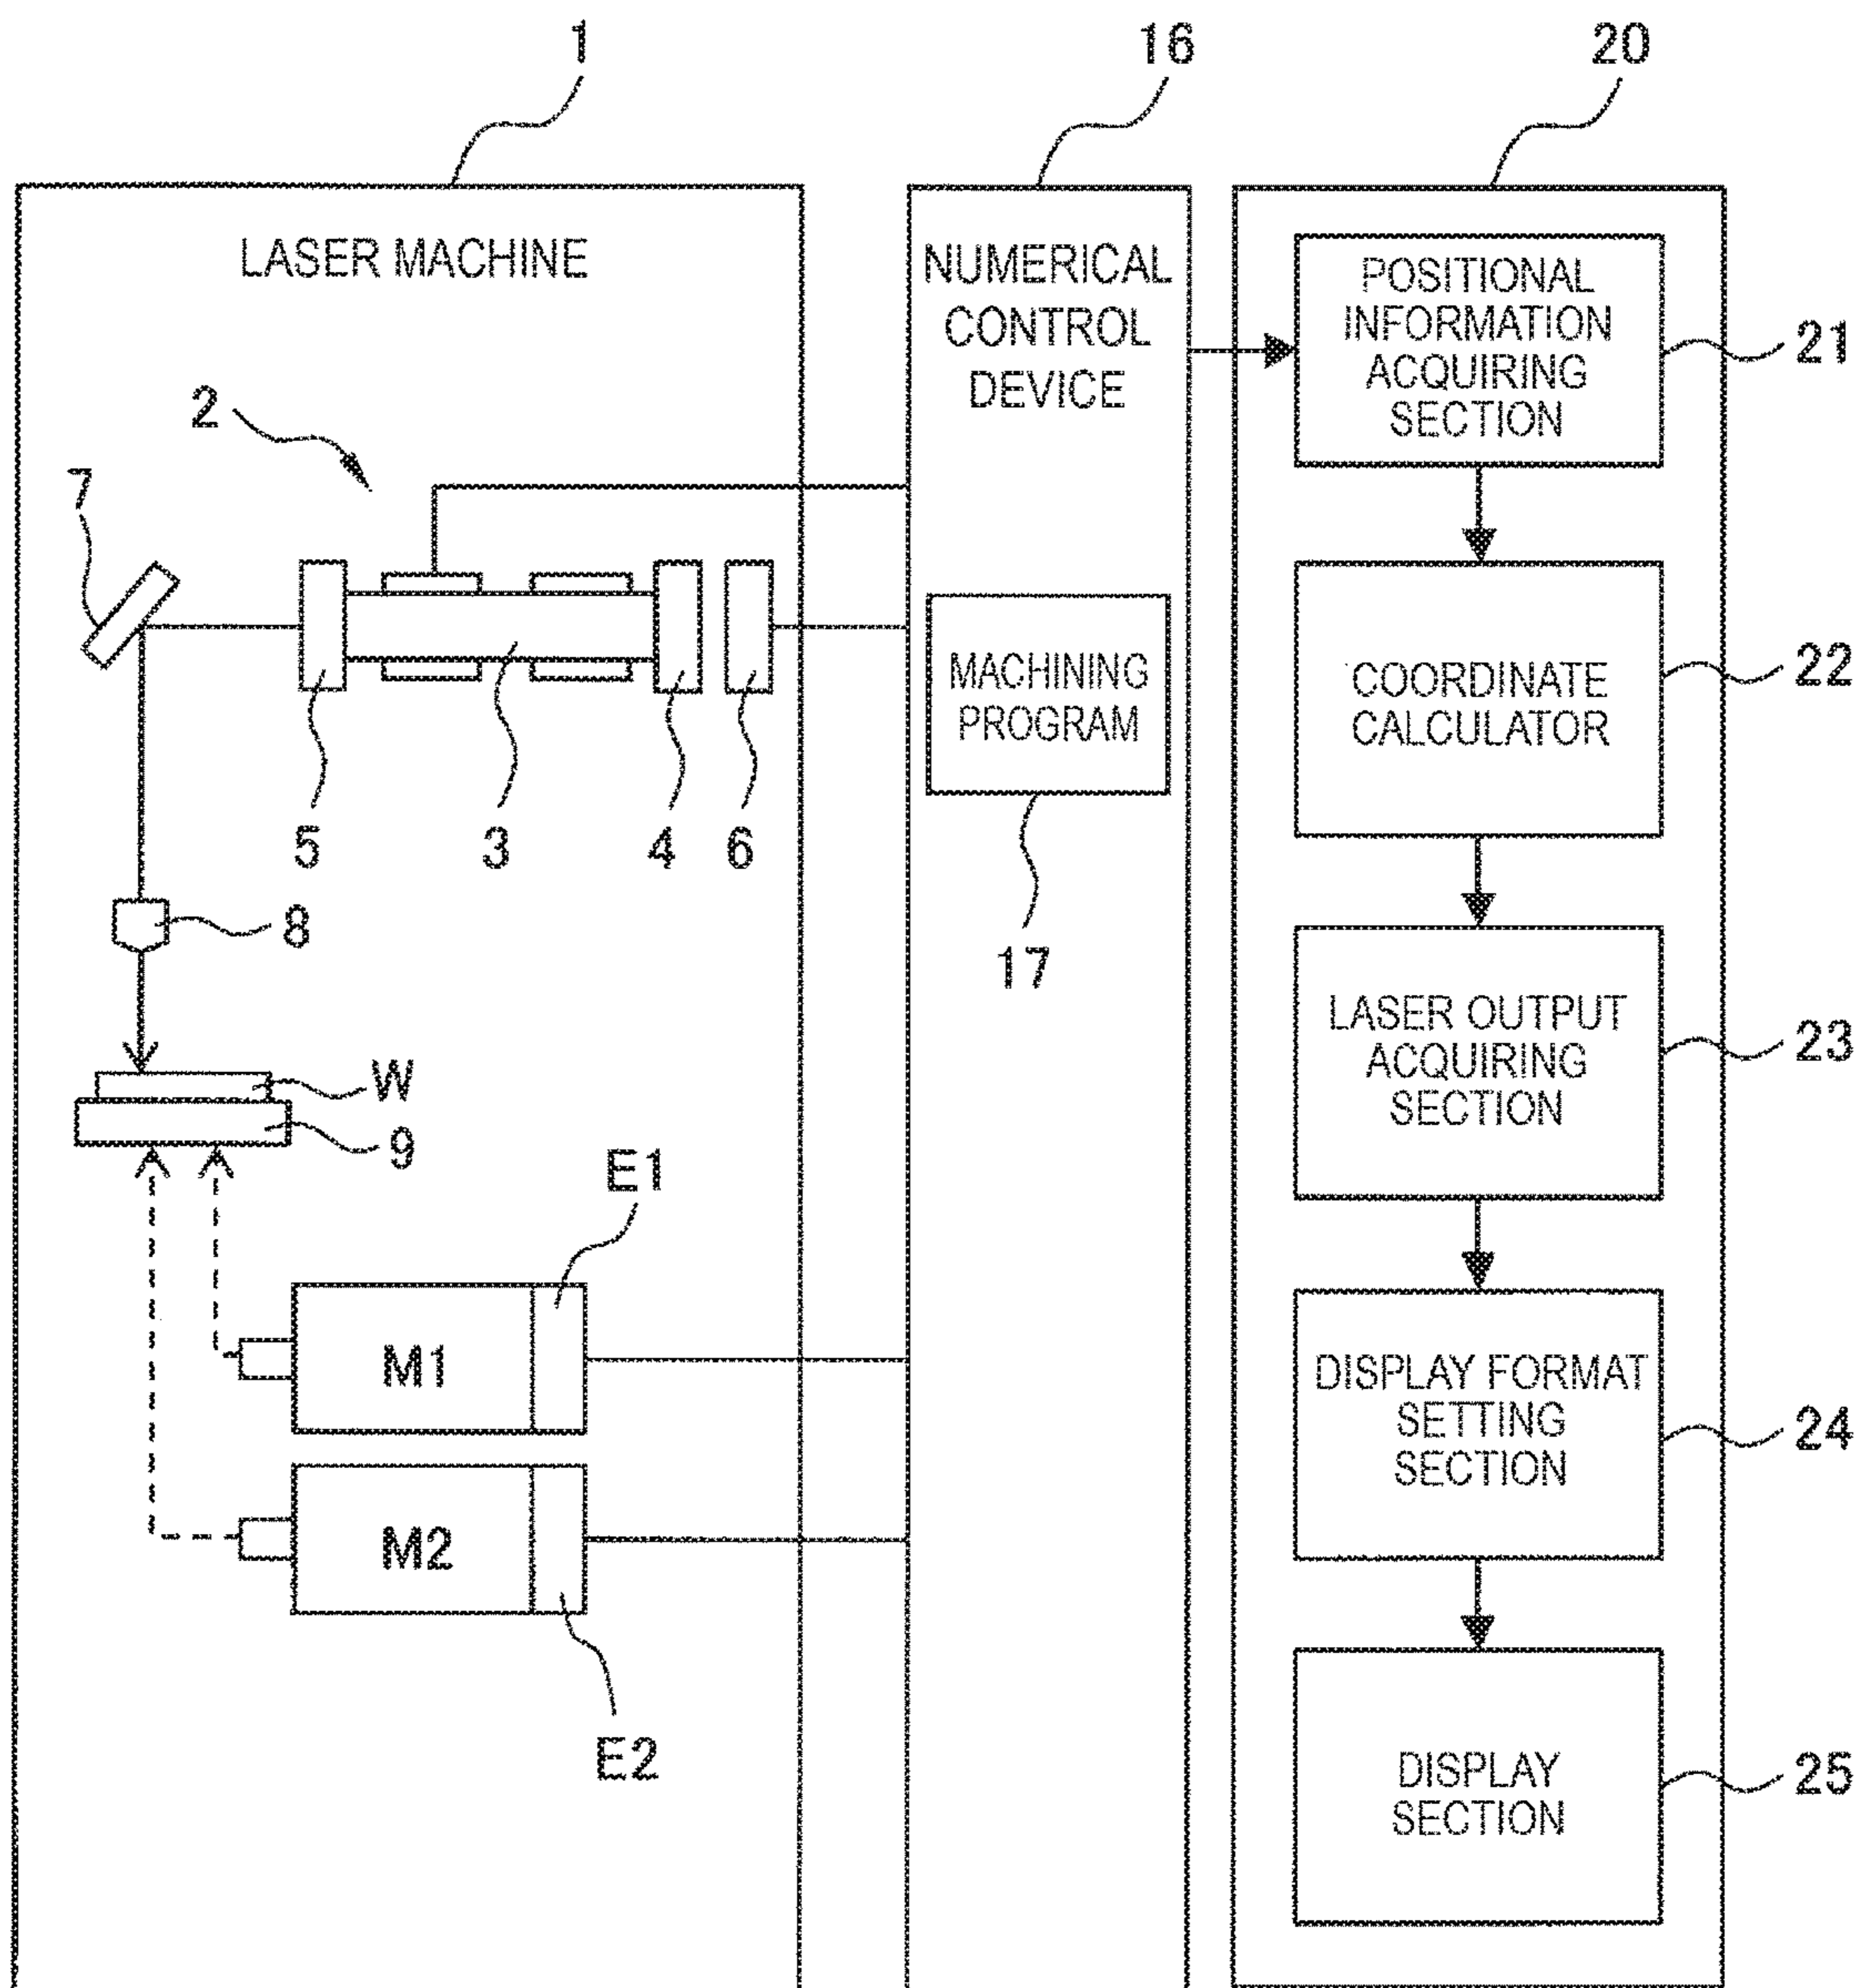 1
16
20
LASER MACHINE
NUMERICAL
CONTROL
DEVICE
POSITIONAL
INFORMATION
ACQUIRING
SECTION
21
2
7
MACHINING
PROGRAM
COORDINATE
CALCULATOR
22
5
3
4
6
8
17
LASER OUTPUT
ACQUIRING
SECTION
23
W
9
E1
M1
DISPLAY FORMAT
SETTING
SECTION
24
M2
E2
DISPLAY
SECTION
25